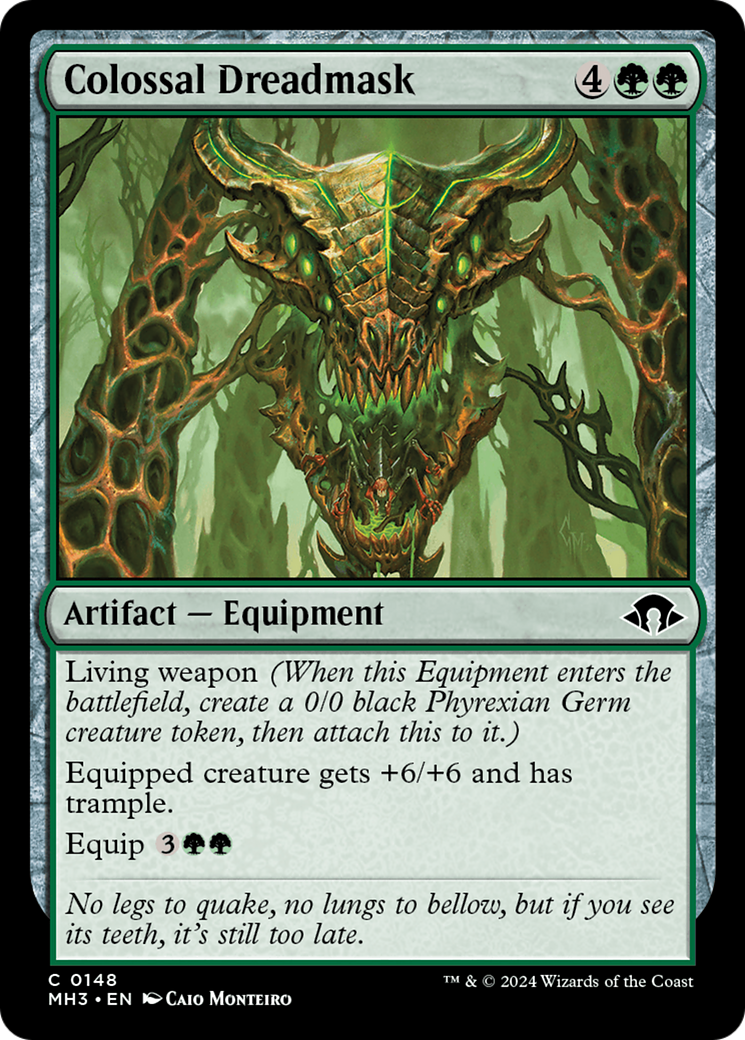 Colossal Dreadmask 4
Artifact — Equipment
Living weapon (When this Equipment enters the
battlefield, create a 0/0 black Phyrexian Germ
creature token, then attach this to it.)
Equipped creature gets +6/+6 and has
trample.
Equip 3
No legs to quake, no lungs to bellow, but if you see
its teeth, it's still too late.
C 0148
MH3 • EN Caio Monteiro
™ & © 2024 Wizards of the Coast